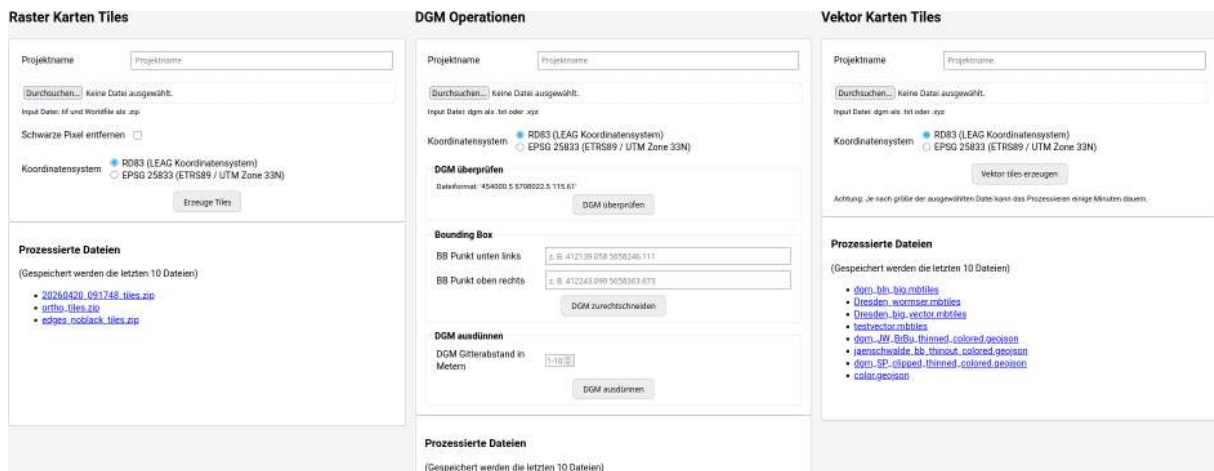 Raster Karten Tiles
Projektname
Projektname
Durchsuchen... Keine Datei ausgewählt.
Input Datei: tif und Worldfile als .zip
Schwarze Pixel entfernen
Koordinatensystem
RD83 (LEAG Koordinatensystem)
EPSG 25833 (ETRS89 / UTM Zone 33N)
Erzeuge Tiles
Prozessierte Dateien
(Gespeichert werden die letzten 10 Dateien)
20260420_091748_tiles.zip
ortho_tiles.zip
edges_noblack_tiles.zip
DGM Operationen
Projektname
Projektname
Durchsuchen... Keine Datei ausgewählt.
Input Datei: dgm als .txt oder .xyz
Koordinatensystem
RD83 (LEAG Koordinatensystem)
EPSG 25833 (ETRS89 / UTM Zone 33N)
DGM überprüfen
Dateiformat: '454000.5 5708022.5 115.61'
DGM überprüfen
Bounding Box
BB Punkt unten links
z. B. 412139.058 5658246.111
BB Punkt oben rechts
z. B. 412243.090 5658363.673
DGM zurechtschneiden
DGM ausdünnen
DGM Gitterabstand in
Metern
1-10
DGM ausdünnen
Prozessierte Dateien
(Gespeichert werden die letzten 10 Dateien)
Vektor Karten Tiles
Projektname
Projektname
Durchsuchen... Keine Datei ausgewählt.
Input Datei: dgm als .txt oder .xyz
Koordinatensystem
RD83 (LEAG Koordinatensystem)
EPSG 25833 (ETRS89 / UTM Zone 33N)
Vektor tiles erzeugen
Achtung: Je nach größe der ausgewählten Datei kann das Prozessieren einige Minuten dauern.
Prozessierte Dateien
(Gespeichert werden die letzten 10 Dateien)
dgm_bln_big.mbtiles
Dresden_wormser.mbtiles
Dresden_big_vector.mbtiles
testvector.mbtiles
dgm_JW_BrBu_thinned_colored.geojson
jaenschwalde_bb_thinout_colored.geojson
dgm_SP_clipped_thinned_colored.geojson
color.geojson